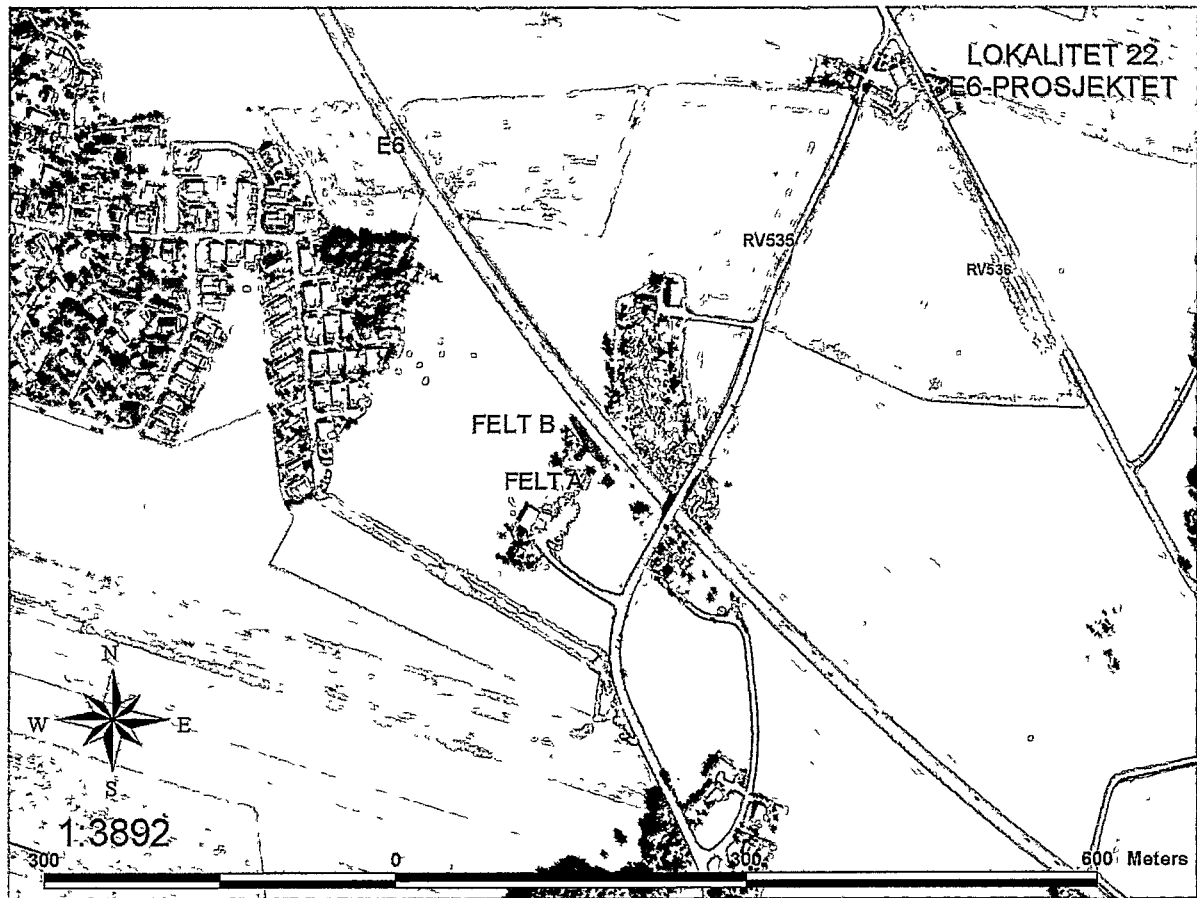 LOKALITET 22
E6-PROSJEKTET
E6
RV535
RV536
FELT B
FELT A
N
W E
S
1:3892
300 0 300 600 Meters